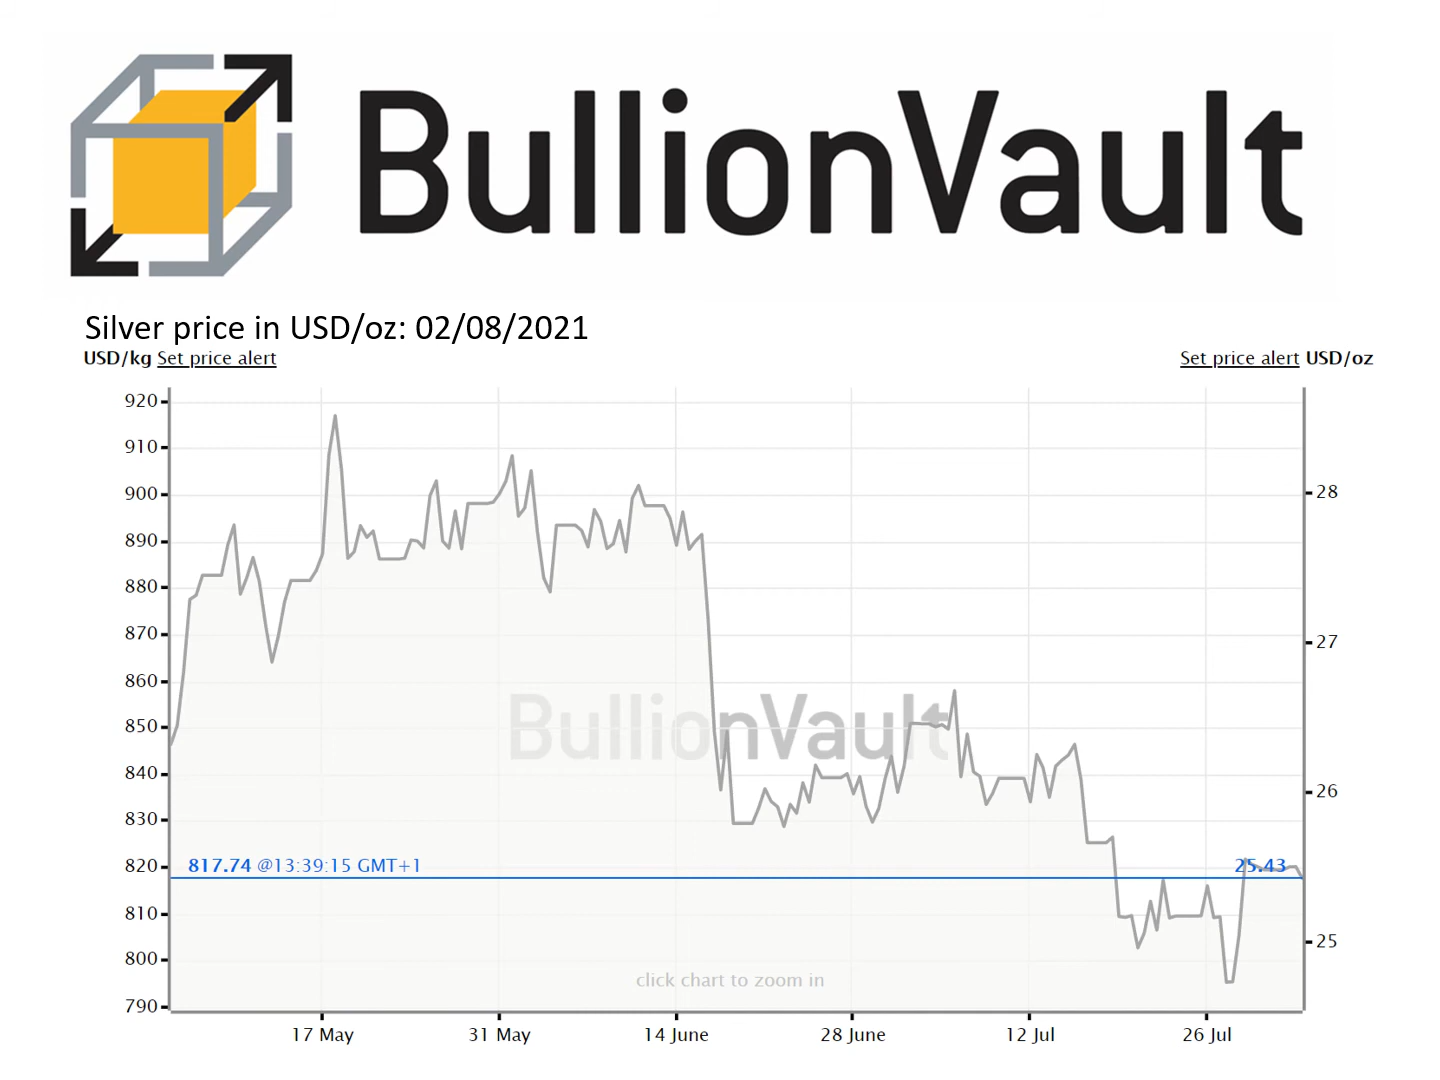 BullionVault
Silver price in USD/oz: 02/08/2021
USD/kg Set price alert
Set price alert USD/oz
920
910
900
890
880
870
860
850
840
830
820
810
800
790
28
27
26
25
BullionVault
817.74 @13:39:15 GMT+1
25.43
click chart to zoom in
17 May
31 May
14 June
28 June
12 Jul
26 Jul